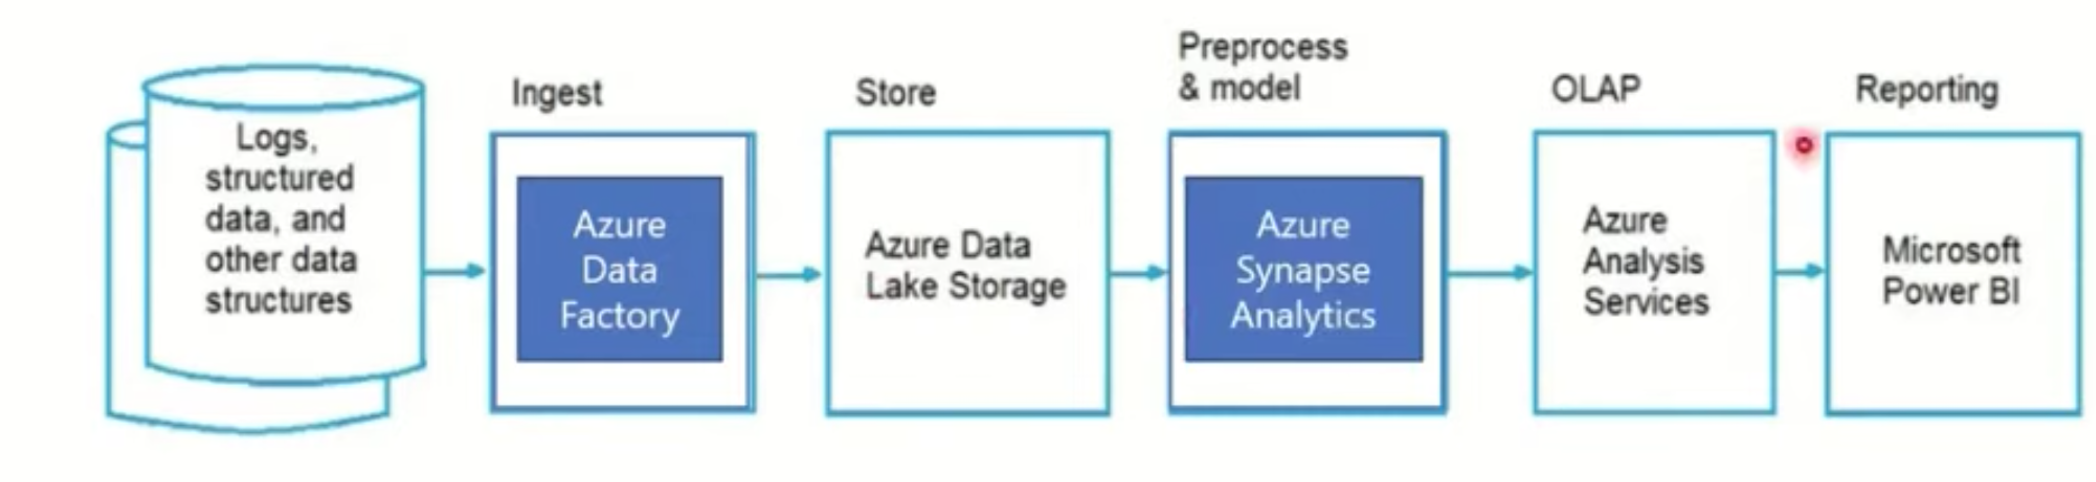 Logs,
structured
data, and
other data
structures
Ingest
Azure
Data
Factory
Store
Azure Data
Lake Storage
Preprocess
& model
Azure
Synapse
Analytics
OLAP
Azure
Analysis
Services
Reporting
Microsoft
Power BI